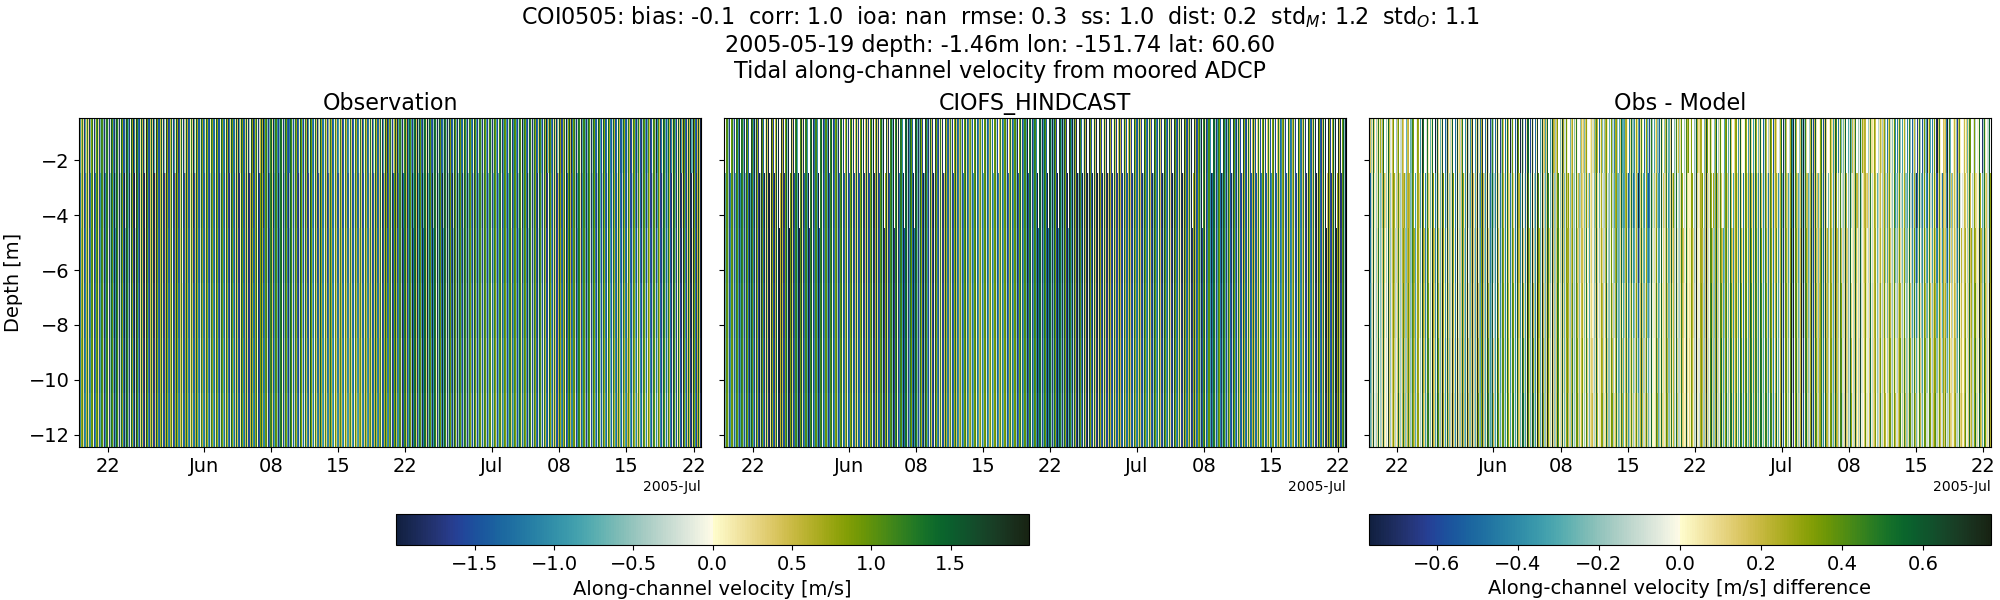 COI0505: bias: -0.1 corr: 1.0 ioa: nan rmse: 0.3 ss: 1.0 dist: 0.2 std_M: 1.2 std_O: 1.1
2005-05-19 depth: -1.46m lon: -151.74 lat: 60.60
Tidal along-channel velocity from moored ADCP
Observation
CIOFS_HINDCAST
Obs - Model
Depth [m]
−2
−4
−6
−8
−10
−12
22 Jun 08 15 22 Jul 08 15 22
2005-Jul
22 Jun 08 15 22 Jul 08 15 22
2005-Jul
22 Jun 08 15 22 Jul 08 15 22
2005-Jul
−1.5 −1.0 −0.5 0.0 0.5 1.0 1.5
Along-channel velocity [m/s]
−0.6 −0.4 −0.2 0.0 0.2 0.4 0.6
Along-channel velocity [m/s] difference